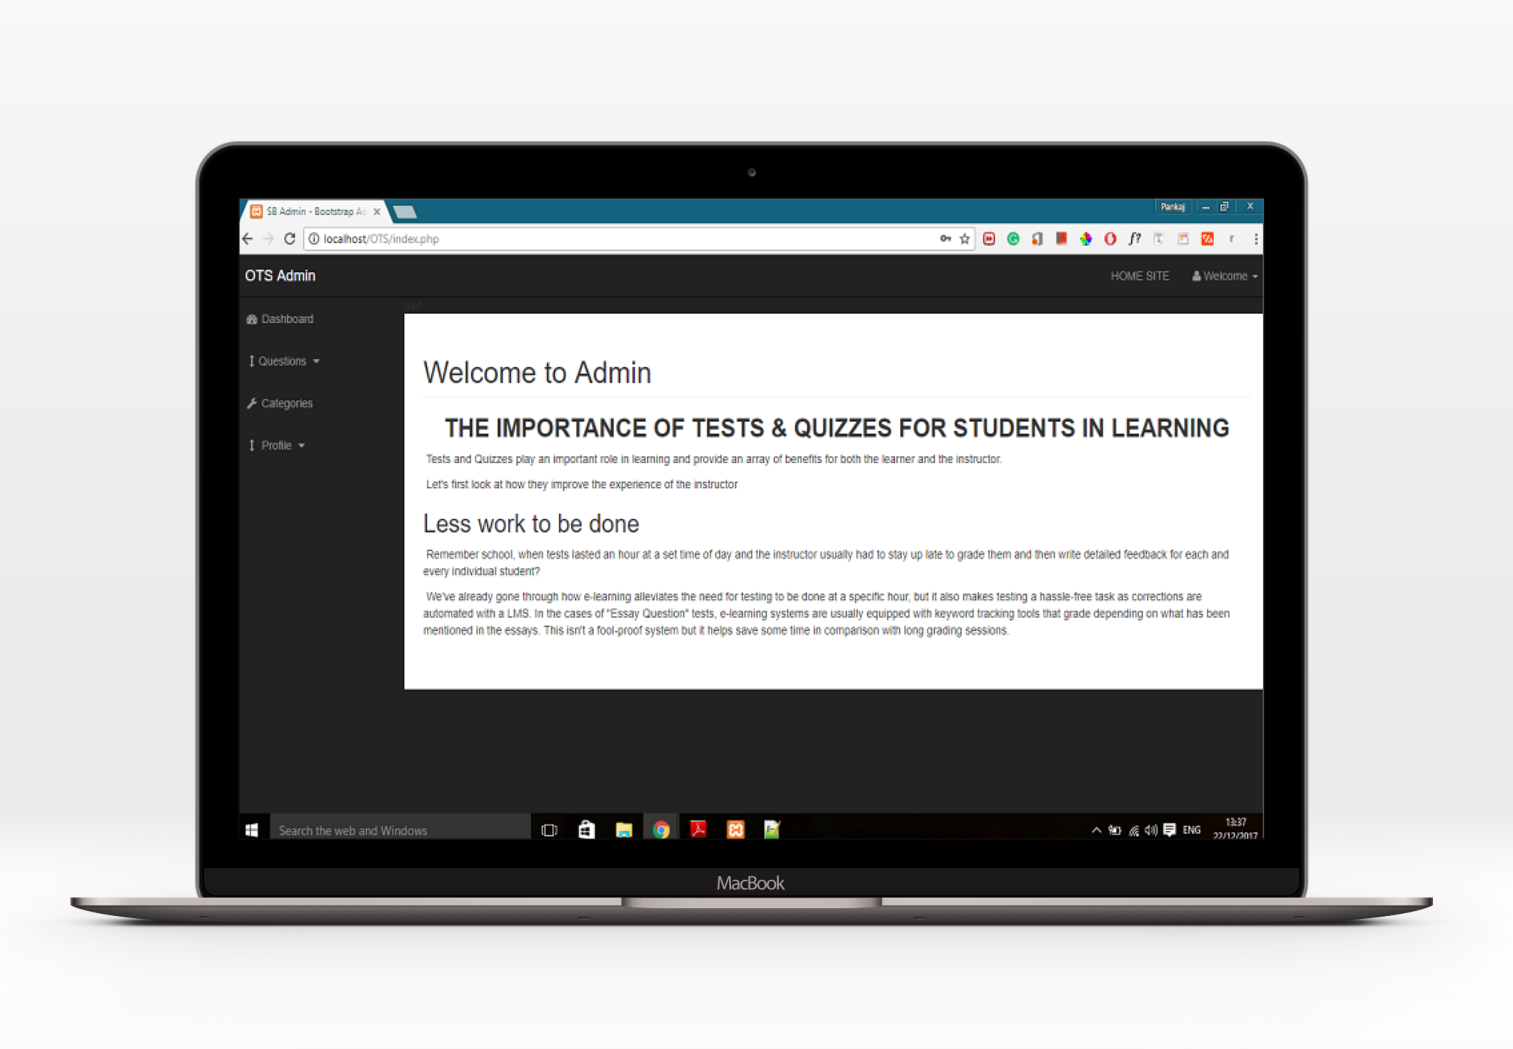 SB Admin - Bootstrap Ad
Pankaj
localhost/OTS/index.php
OTS Admin
HOME SITE
Welcome
Dashboard
Questions
Categories
Profile
Welcome to Admin
THE IMPORTANCE OF TESTS & QUIZZES FOR STUDENTS IN LEARNING
Tests and Quizzes play an important role in learning and provide an array of benefits for both the learner and the instructor.
Let's first look at how they improve the experience of the instructor
Less work to be done
Remember school, when tests lasted an hour at a set time of day and the instructor usually had to stay up late to grade them and then write detailed feedback for each and
every individual student?
We've already gone through how e-learning alleviates the need for testing to be done at a specific hour, but it also makes testing a hassle-free task as corrections are
automated with a LMS. In the cases of "Essay Question" tests, e-learning systems are usually equipped with keyword tracking tools that grade depending on what has been
mentioned in the essays. This isn't a fool-proof system but it helps save some time in comparison with long grading sessions.
Search the web and Windows
ENG
13:37
22/12/2017
MacBook